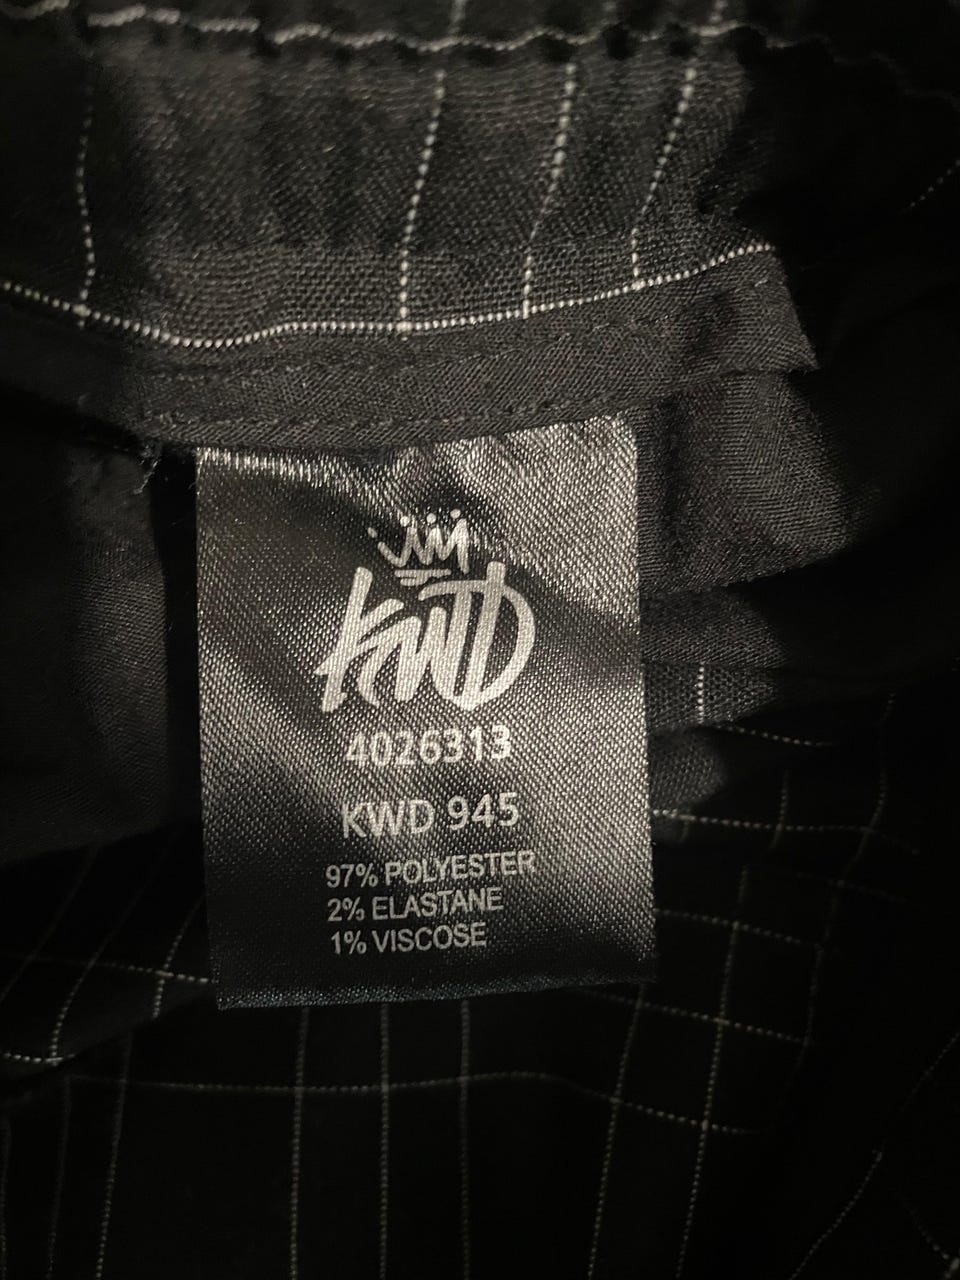 KWD
4026313
KWD 945
97% POLYESTER
2% ELASTANE
1% VISCOSE